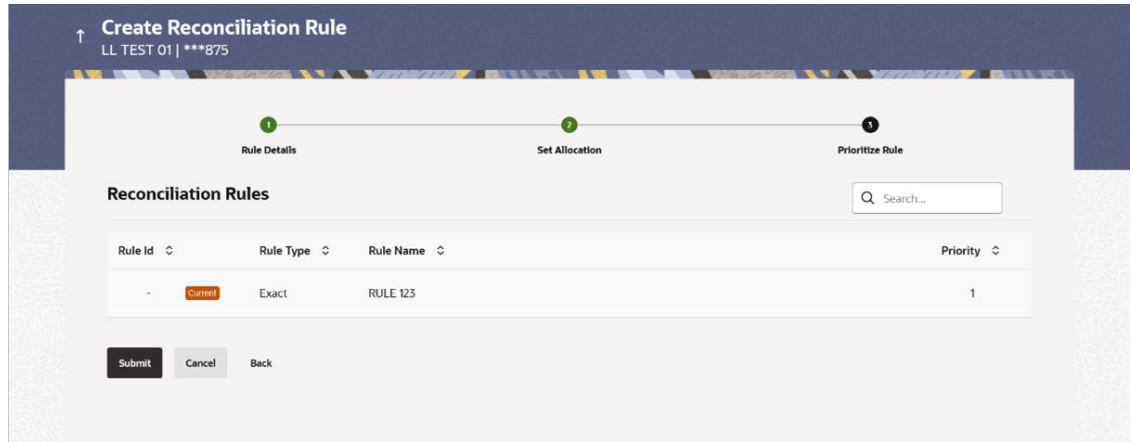 Create Reconciliation Rule
LL TEST 01 | ***875
1 2 3
Rule Details Set Allocation Prioritize Rule
Reconciliation Rules
Search...
Rule Id Rule Type Rule Name Priority
- Current Exact RULE 123 1
Submit Cancel Back